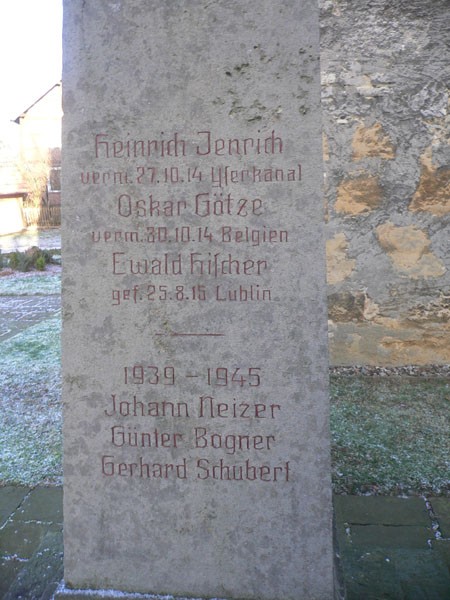 Heinrich Jenrich
verm. 27.10.14 Yserkanal
Oskar Götze
verm. 30.10.14 Belgien
Ewald Fischer
gef. 25.8.15 Lublin
1939 - 1945
Johann Neizer
Günter Bogner
Gerhard Schubert